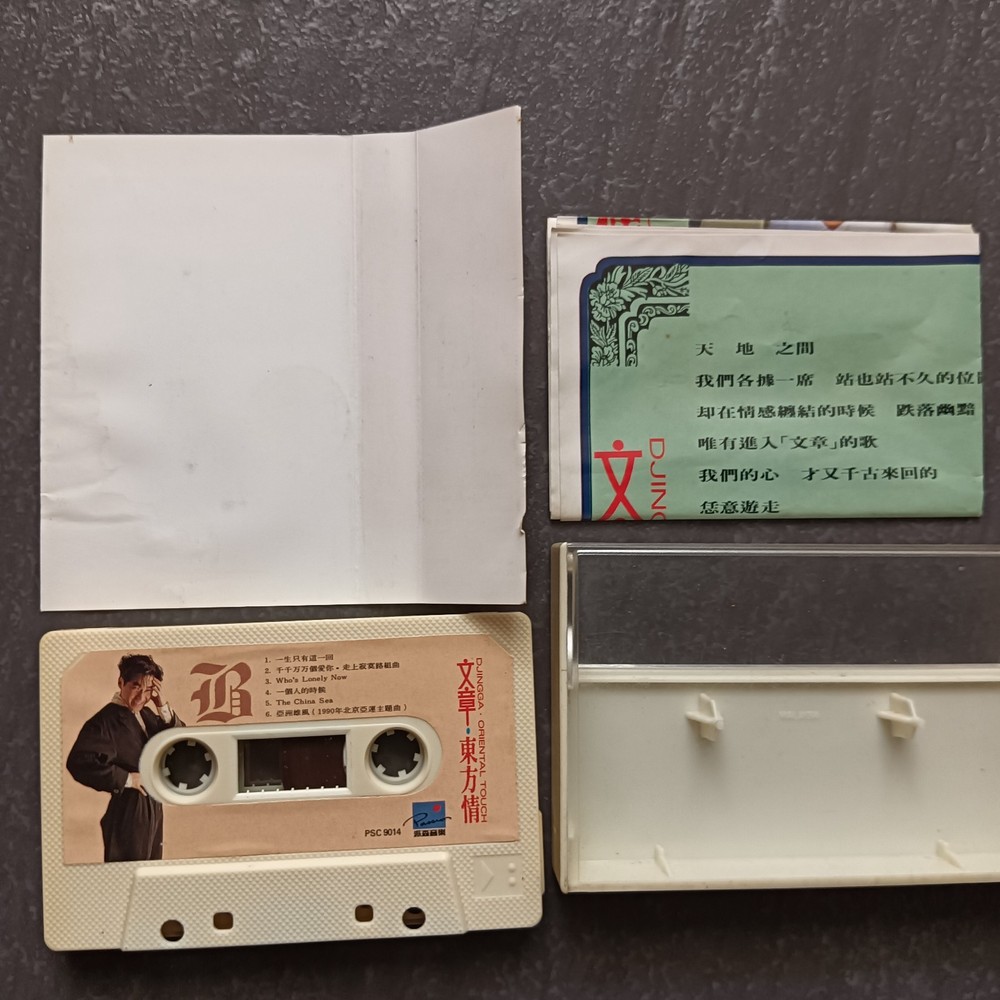 天 地 之間
我們各據一席 站也站不久的位
却在情感纏結的時候 跌落幽黯
唯有進入「文章」的歌
我們的心 才又千古來回的
恁意遊走
文
DJING
B
1. 一生只有這一回
2. 千千万万個愛你·走上寂寞路組曲
3. Who's Lonely Now
4. 一個人的時候
5. The China Sea
6. 亞洲雄風(1990年北京亞運主題曲)
文章·東方情
DJINGGA · ORIENTAL TOUCH
PSC 9014